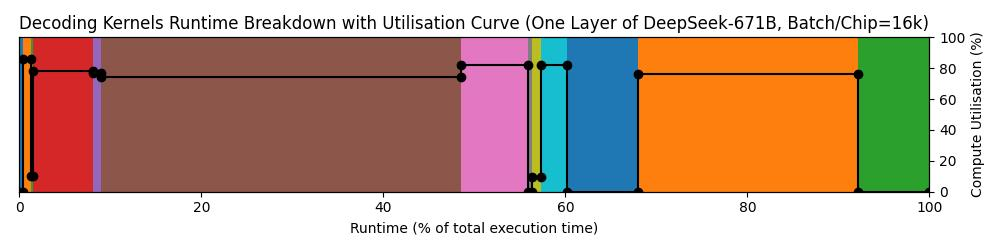 Decoding Kernels Runtime Breakdown with Utilisation Curve (One Layer of DeepSeek-671B, Batch/Chip=16k)
100
80
60
40
20
0
Compute Utilisation (%)
0 20 40 60 80 100
Runtime (% of total execution time)